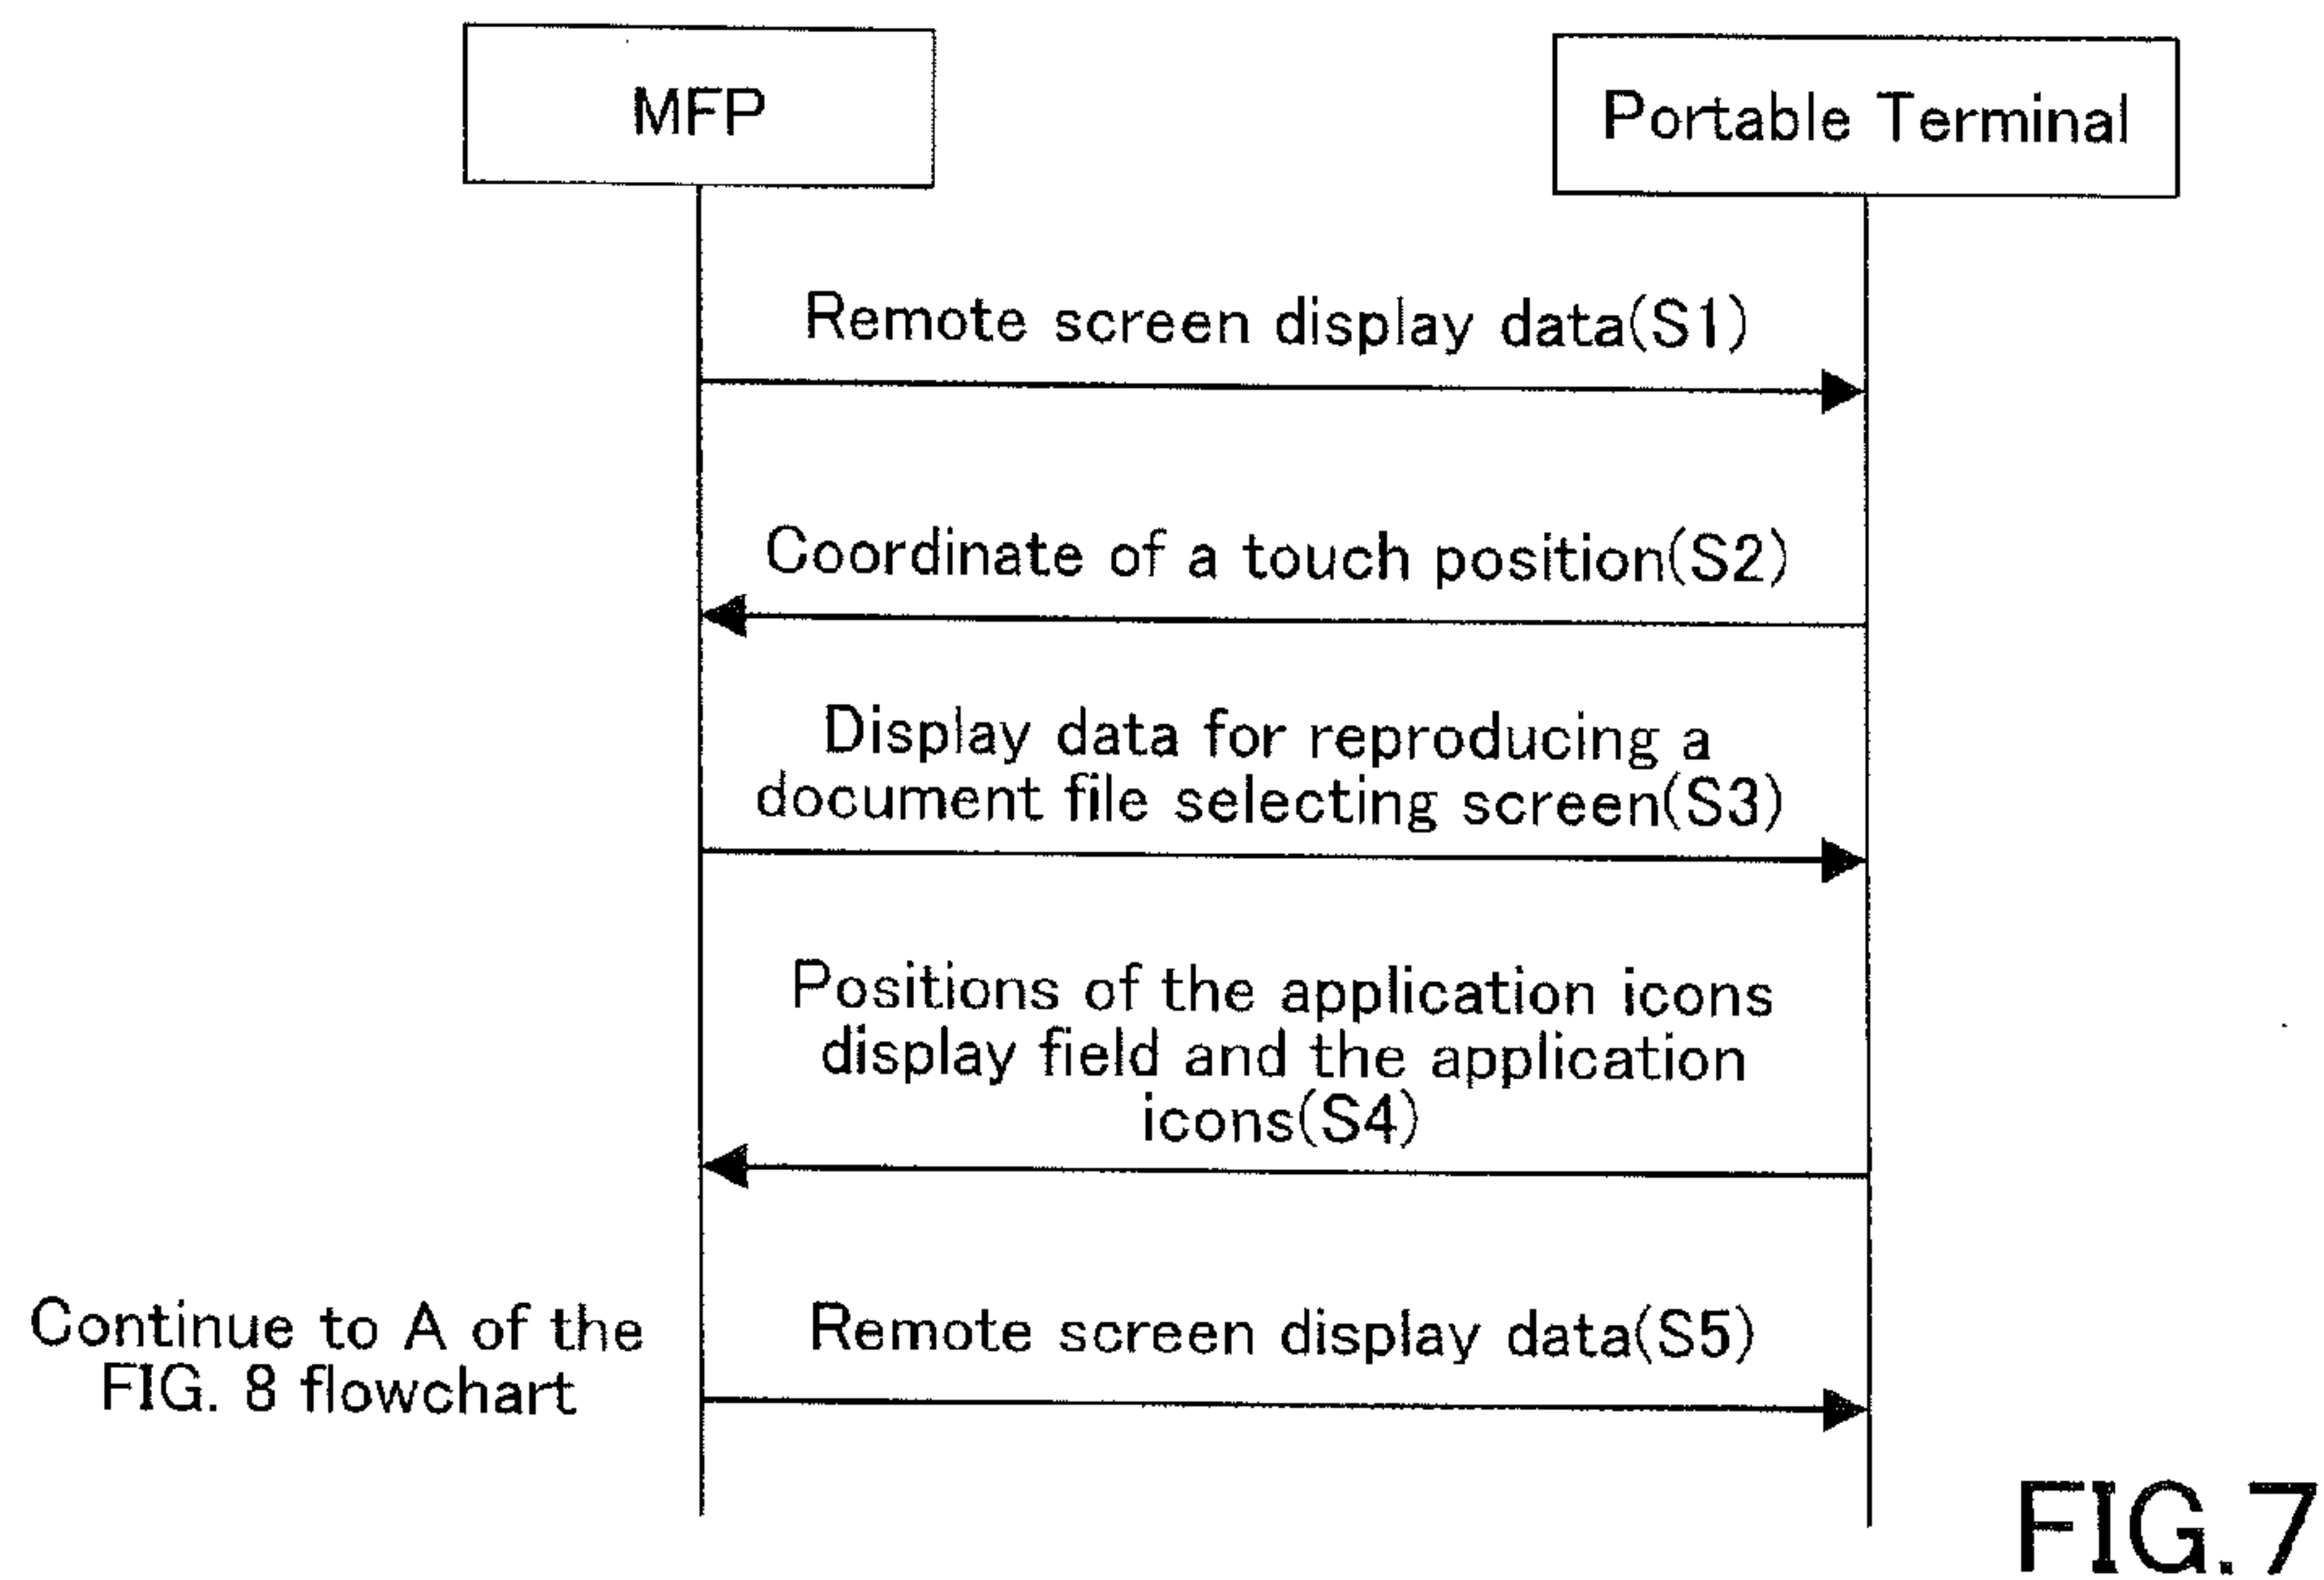 MFP
Portable Terminal
Remote screen display data(S1)
Coordinate of a touch position(S2)
Display data for reproducing a
document file selecting screen(S3)
Positions of the application icons
display field and the application
icons(S4)
Continue to A of the
FIG. 8 flowchart
Remote screen display data(S5)
FIG.7